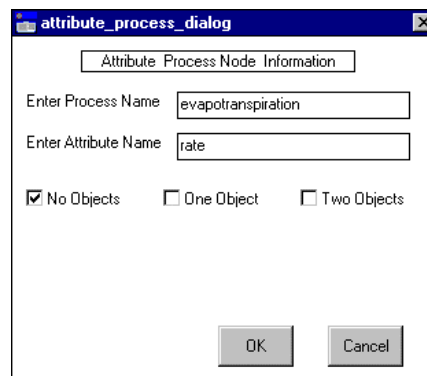 attribute_process_dialog
Attribute Process Node Information
Enter Process Name evapotranspiration
Enter Attribute Name rate
No Objects One Object Two Objects
OK Cancel